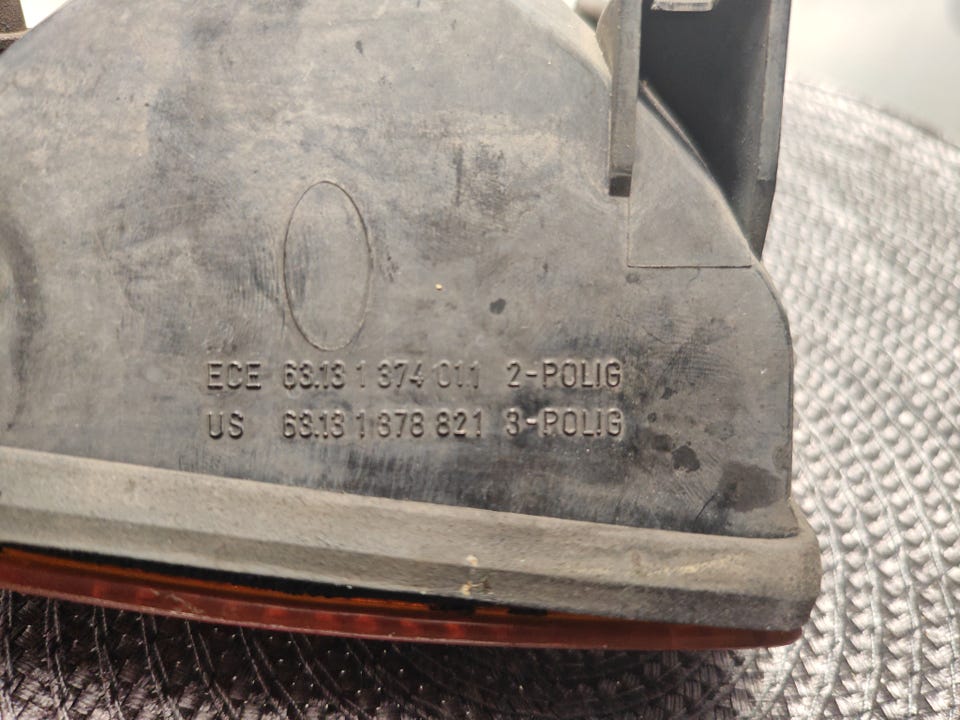 ECE 63.13 1 374 011 2-POLIG
US 63.13 1 378 821 3-POLIG